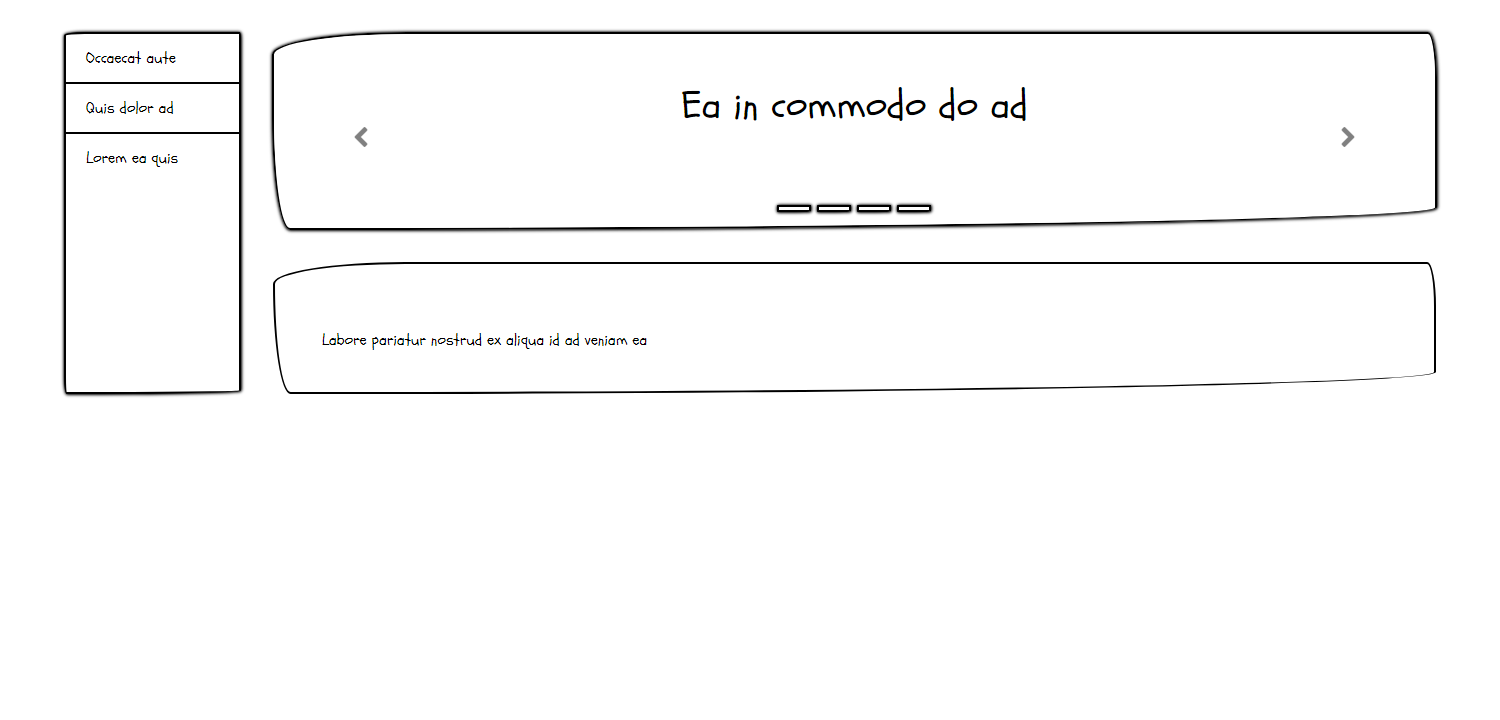 Occaecat aute
Quis dolor ad
Lorem ea quis
Ea in commodo do ad
Labore pariatur nostrud ex aliqua id ad veniam ea